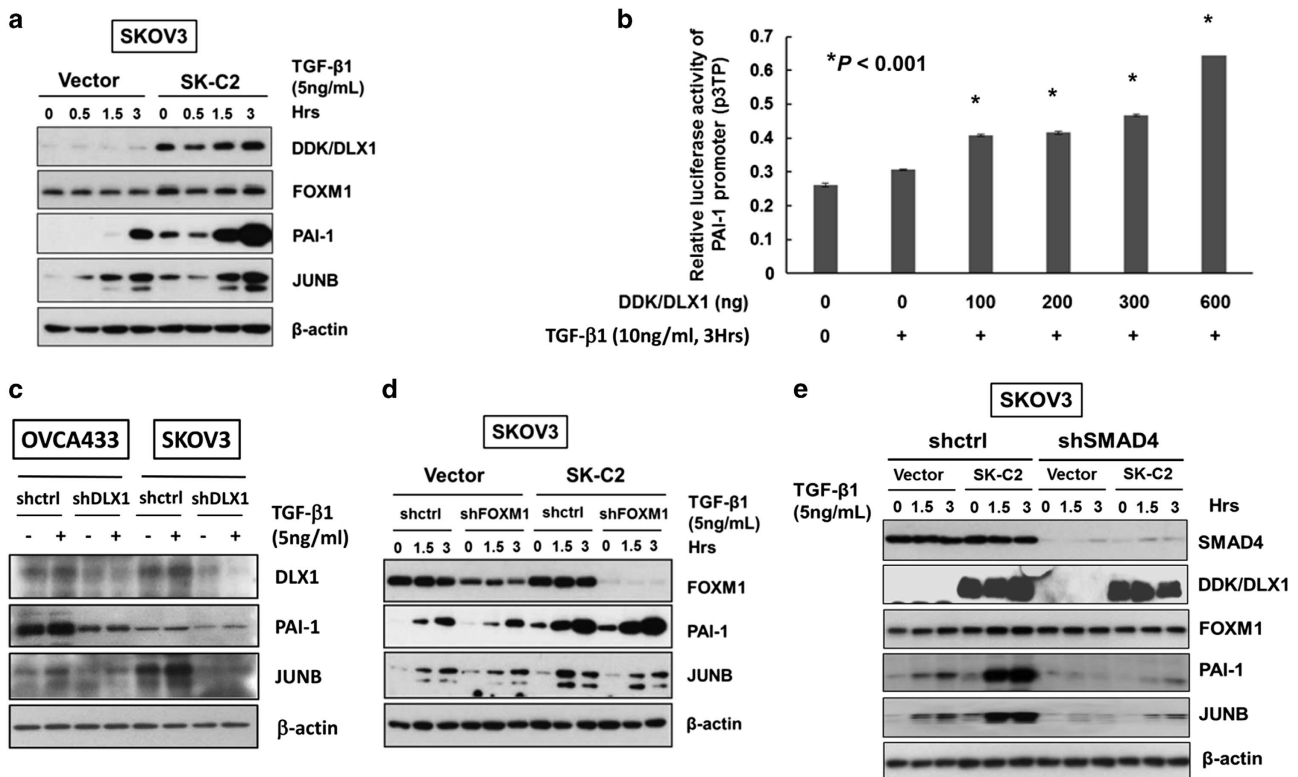 a
SKOV3
Vector SK-C2 TGF-β1
(5ng/mL)
0 0.5 1.5 3 0 0.5 1.5 3 Hrs
DDK/DLX1
FOXM1
PAI-1
JUNB
β-actin
b
Relative luciferase activity of
PAI-1 promoter (p3TP)
0.7
0.6
0.5
0.4
0.3
0.2
0.1
0
*P < 0.001
* * * *
DDK/DLX1 (ng) 0 0 100 200 300 600
TGF-β1 (10ng/ml, 3Hrs) 0 + + + + +
c
OVCA433 SKOV3
shctrl shDLX1 shctrl shDLX1 TGF-β1
- + - + - + - + (5ng/ml)
DLX1
PAI-1
JUNB
β-actin
d
SKOV3
Vector SK-C2
shctrl shFOXM1 shctrl shFOXM1 TGF-β1
(5ng/mL)
0 1.5 3 0 1.5 3 0 1.5 3 0 1.5 3 Hrs
FOXM1
PAI-1
JUNB
β-actin
e
SKOV3
shctrl shSMAD4
Vector SK-C2 Vector SK-C2
TGF-β1
(5ng/mL)
0 1.5 3 0 1.5 3 0 1.5 3 0 1.5 3 Hrs
SMAD4
DDK/DLX1
FOXM1
PAI-1
JUNB
β-actin